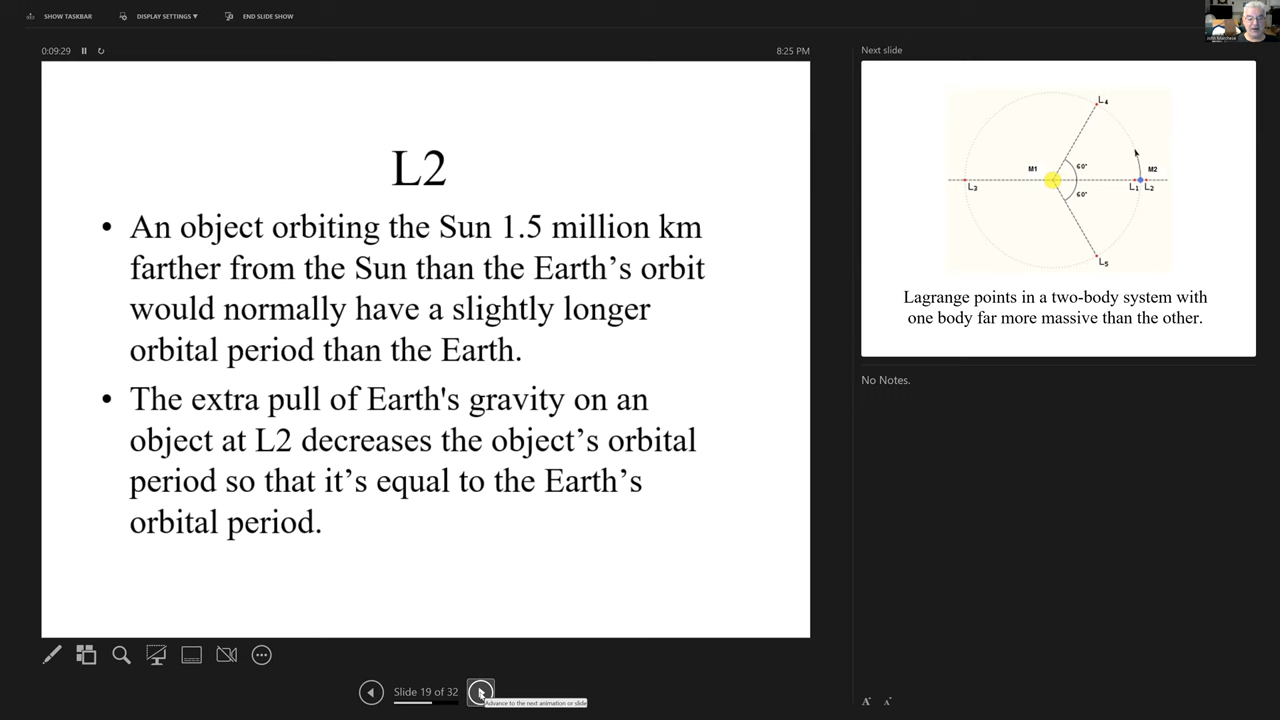 SHOW TASKBAR
DISPLAY SETTINGS ▾
END SLIDE SHOW
0:09:29
8:25 PM
L2
• An object orbiting the Sun 1.5 million km
farther from the Sun than the Earth’s orbit
would normally have a slightly longer
orbital period than the Earth.
• The extra pull of Earth's gravity on an
object at L2 decreases the object’s orbital
period so that it’s equal to the Earth’s
orbital period.
Slide 19 of 32
Advance to the next animation or slide
Next slide
L4
60°
M1
M2
L3
L1 L2
60°
L5
Lagrange points in a two-body system with
one body far more massive than the other.
No Notes.
A A